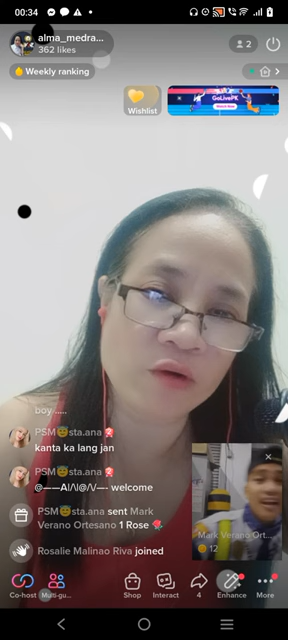 00:34
alma_medra...
362 likes
2
Weekly ranking
Wishlist
GoLivePK
boy .....
PSM😇sta.ana
kanta ka lang jan
PSM😇sta.ana
welcome
PSM😇sta.ana sent Mark
Verano Ortesano 1 Rose 🌹
Rosalie Malinao Riva joined
Mark Verano Ort...
0
Co-host
Multi-gu...
Shop
Interact
4
Enhance
More